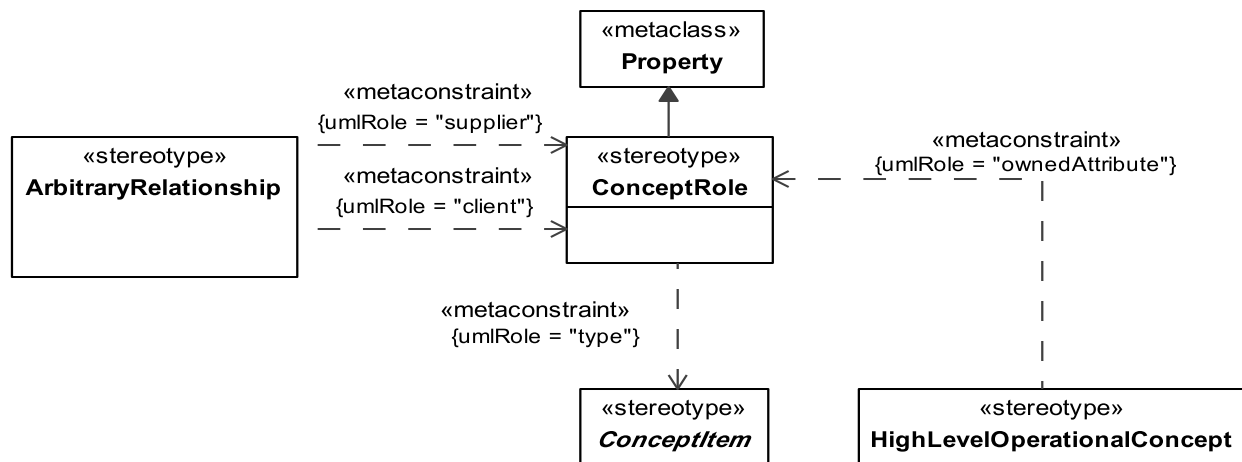 «metaclass»
Property
«metaconstraint»
{umlRole = "supplier"}
«metaconstraint»
{umlRole = "ownedAttribute"}
«stereotype»
ArbitraryRelationship
«stereotype»
ConceptRole
«metaconstraint»
{umlRole = "client"}
«metaconstraint»
{umlRole = "type"}
«stereotype»
ConceptItem
«stereotype»
HighLevelOperationalConcept